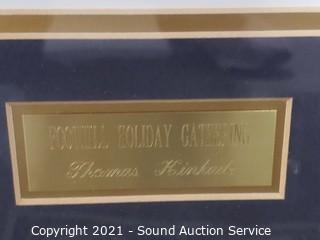 FOOTHILL HOLIDAY GATHERING
Thomas Kinkade
Copyright 2021 - Sound Auction Service